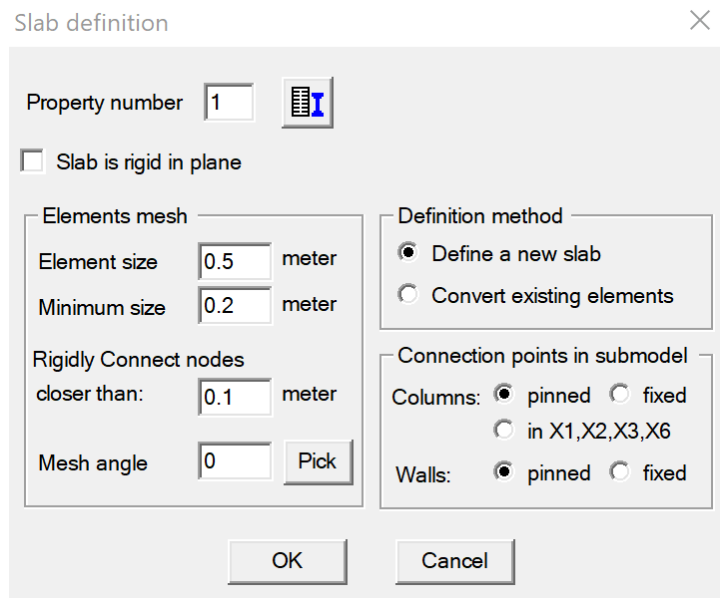 Slab definition
Property number 1
Slab is rigid in plane
Elements mesh
Element size 0.5 meter
Minimum size 0.2 meter
Rigidly Connect nodes
closer than: 0.1 meter
Mesh angle 0 Pick
Definition method
Define a new slab
Convert existing elements
Connection points in submodel
Columns: pinned fixed
in X1,X2,X3,X6
Walls: pinned fixed
OK Cancel